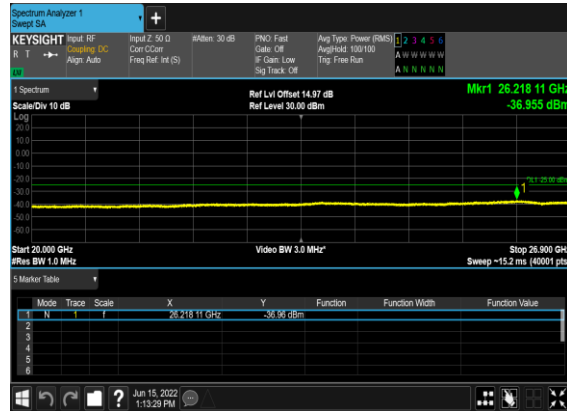 Spectrum Analyzer 1
Swept SA
+
KEYSIGHT Input: RF Input Z: 50 Ω #Atten: 30 dB PNO: Fast Avg Type: Power (RMS) 1 2 3 4 5 6
R T Coupling: DC Corr CCorr Gate: Off Avg|Hold: 100/100 A W W W W W
Align: Auto Freq Ref: Int (S) IF Gain: Low Trig: Free Run
Sig Track: Off A N N N N N
1 Spectrum Ref Lvl Offset 14.97 dB Mkr1 26.218 11 GHz
Scale/Div 10 dB Ref Level 30.00 dBm -36.955 dBm
Log
20.0
10.0
0.00
-10.0
-20.0
DL1 -25.00 dBm
-30.0
1
-40.0
-50.0
-60.0
Start 20.000 GHz Video BW 3.0 MHz* Stop 26.900 GHz
#Res BW 1.0 MHz Sweep ~15.2 ms (40001 pts)
5 Marker Table
Mode Trace Scale X Y Function Function Width Function Value
1 N 1 f 26.218 11 GHz -36.96 dBm
2
3
4
5
6
? Jun 15, 2022
1:13:29 PM